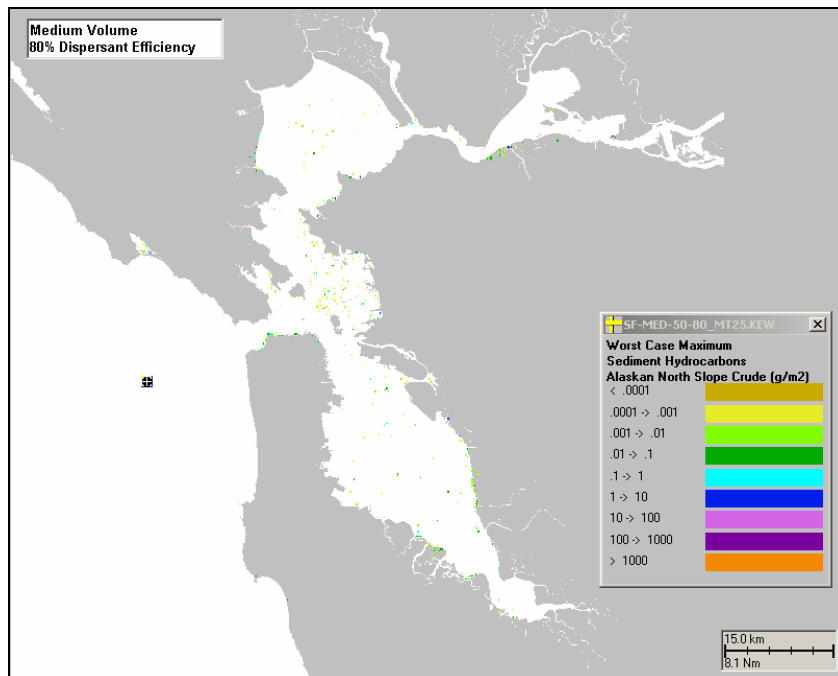 Medium Volume
80% Dispersant Efficiency
SF-MED-50-80_MT25.KEW
Worst Case Maximum
Sediment Hydrocarbons
Alaskan North Slope Crude (g/m2)
< .0001
.0001 -> .001
.001 -> .01
.01 -> .1
.1 -> 1
1 -> 10
10 -> 100
100 -> 1000
> 1000
15.0 km
8.1 Nm